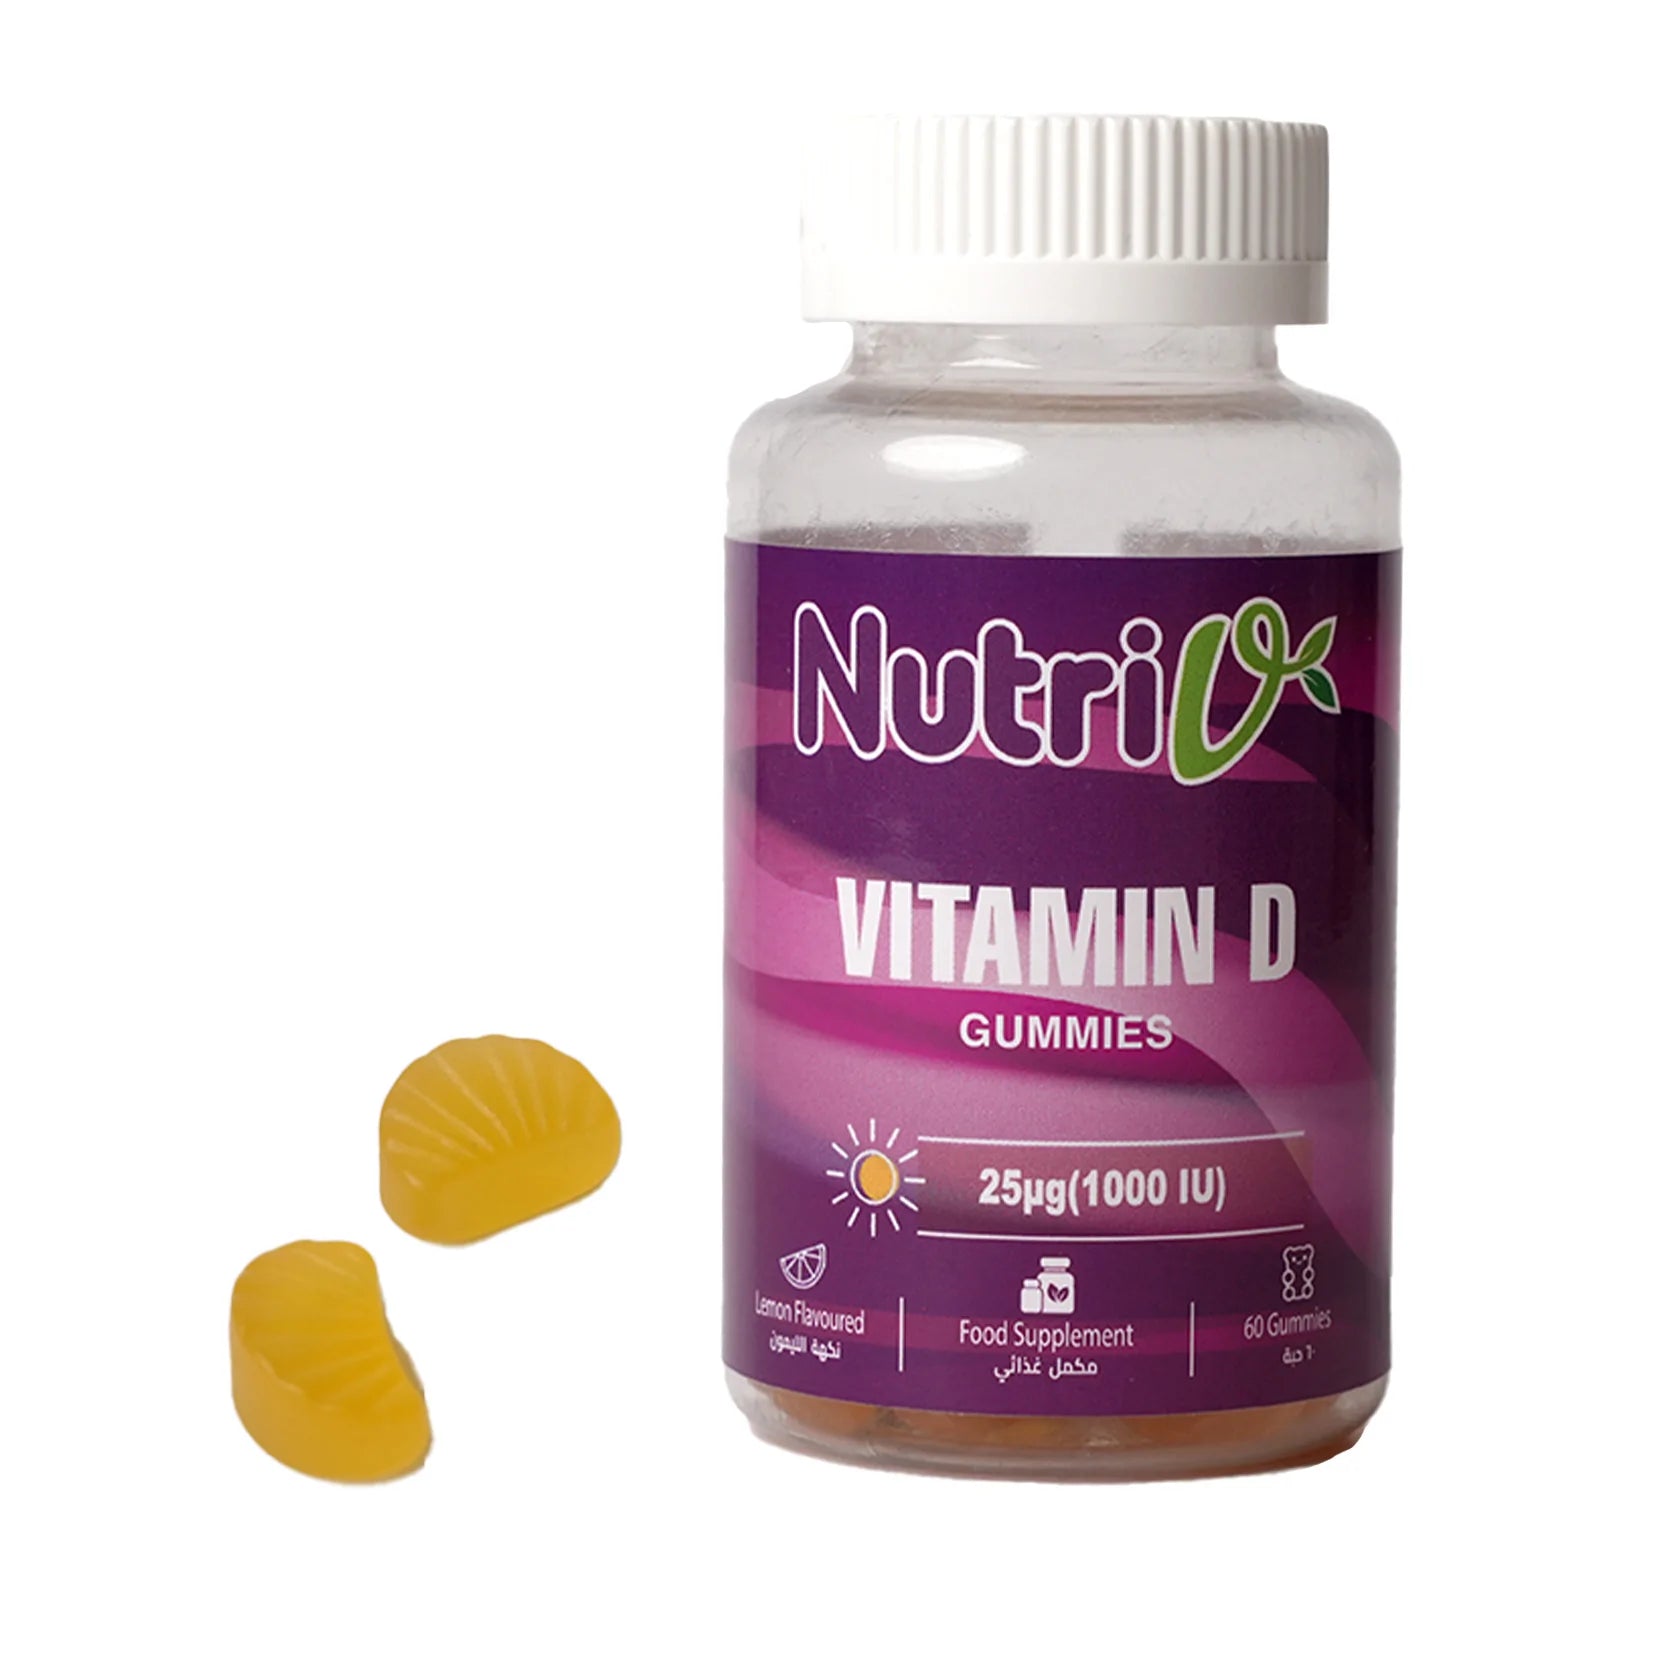 NutriV
VITAMIN D
GUMMIES
25µg(1000 IU)
Lemon Flavoured
نكهة الليمون
Food Supplement
مكمل غذائي
60 Gummies
٦٠ حبة